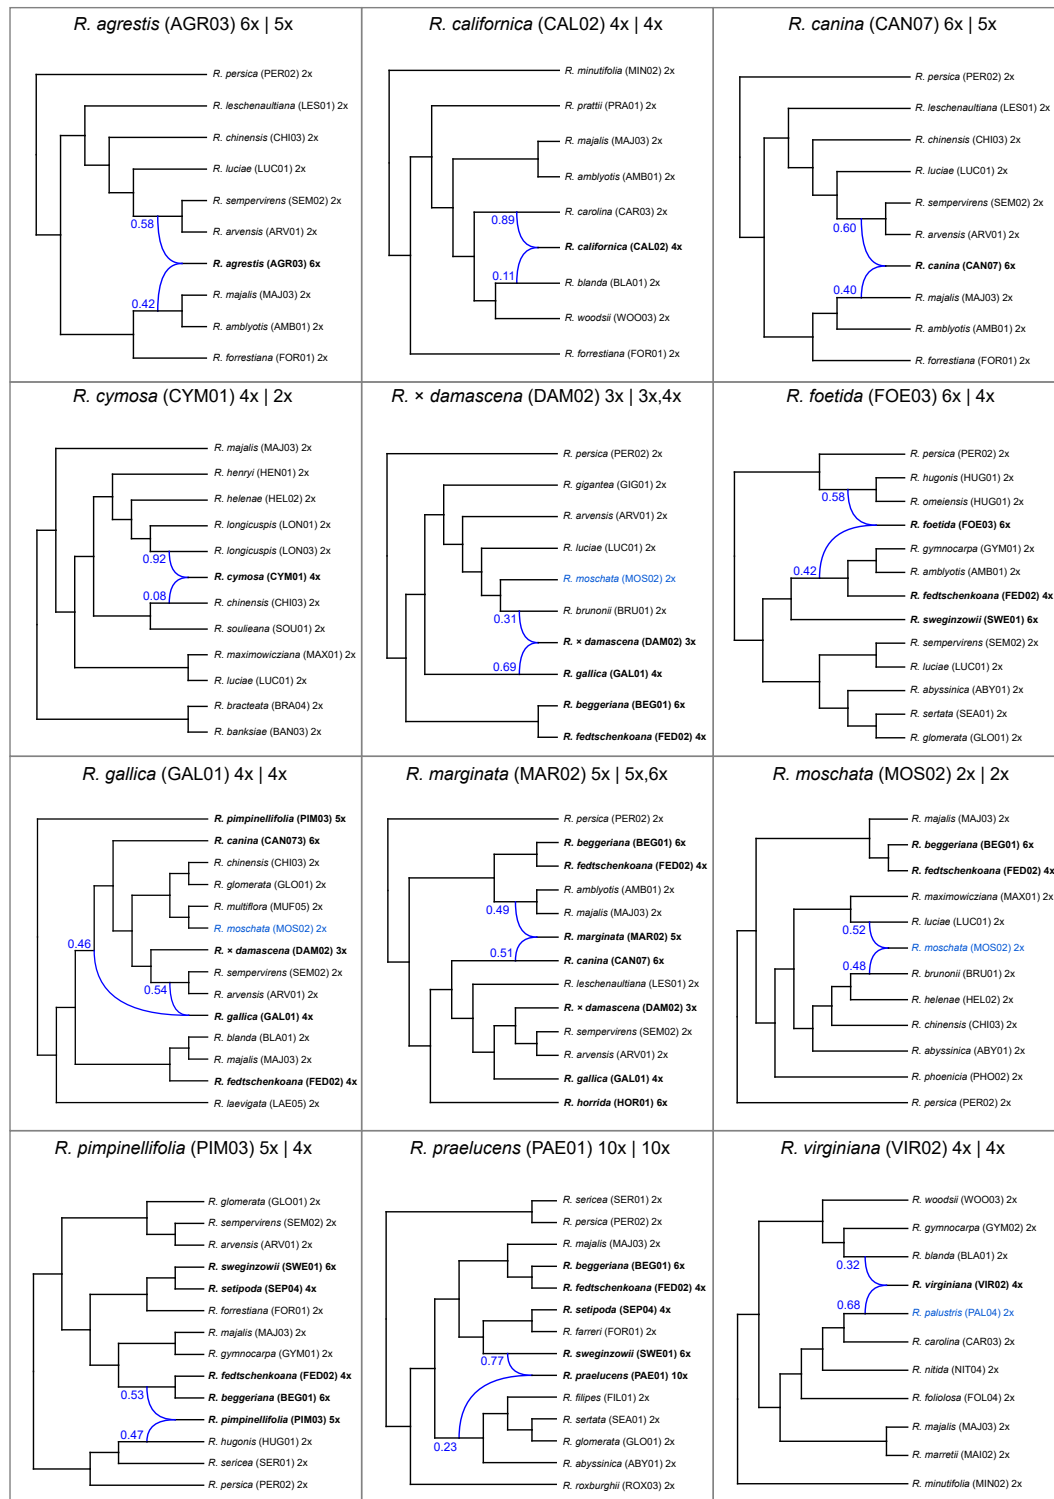 R. agrestis (AGR03) 6x | 5x
R. persica (PER02) 2x
R. leschenaultiana (LES01) 2x
R. chinensis (CHI03) 2x
R. luciae (LUC01) 2x
R. sempervirens (SEM02) 2x
0.58
R. arvensis (ARV01) 2x
R. agrestis (AGR03) 6x
R. majalis (MAJ03) 2x
0.42
R. amblyotis (AMB01) 2x
R. forrestiana (FOR01) 2x
R. californica (CAL02) 4x | 4x
R. minutifolia (MIN02) 2x
R. prattii (PRA01) 2x
R. majalis (MAJ03) 2x
R. amblyotis (AMB01) 2x
R. carolina (CAR03) 2x
0.89
R. californica (CAL02) 4x
0.11
R. blanda (BLA01) 2x
R. woodsii (WOO03) 2x
R. forrestiana (FOR01) 2x
R. canina (CAN07) 6x | 5x
R. persica (PER02) 2x
R. leschenaultiana (LES01) 2x
R. chinensis (CHI03) 2x
R. luciae (LUC01) 2x
R. sempervirens (SEM02) 2x
0.60
R. arvensis (ARV01) 2x
R. canina (CAN07) 6x
0.40
R. majalis (MAJ03) 2x
R. amblyotis (AMB01) 2x
R. forrestiana (FOR01) 2x
R. cymosa (CYM01) 4x | 2x
R. majalis (MAJ03) 2x
R. henryi (HEN01) 2x
R. helenae (HEL02) 2x
R. longicuspis (LON01) 2x
R. longicuspis (LON03) 2x
0.92
R. cymosa (CYM01) 4x
0.08
R. chinensis (CHI03) 2x
R. soulieana (SOU01) 2x
R. maximowicziana (MAX01) 2x
R. luciae (LUC01) 2x
R. bracteata (BRA04) 2x
R. banksiae (BAN03) 2x
R. × damascena (DAM02) 3x | 3x,4x
R. persica (PER02) 2x
R. gigantea (GIG01) 2x
R. arvensis (ARV01) 2x
R. luciae (LUC01) 2x
R. moschata (MOS02) 2x
R. brunonii (BRU01) 2x
0.31
R. × damascena (DAM02) 3x
0.69
R. gallica (GAL01) 4x
R. beggeriana (BEG01) 6x
R. fedtschenkoana (FED02) 4x
R. foetida (FOE03) 6x | 4x
R. persica (PER02) 2x
R. hugonis (HUG01) 2x
0.58
R. omeiensis (HUG01) 2x
R. foetida (FOE03) 6x
R. gymnocarpa (GYM01) 2x
0.42
R. amblyotis (AMB01) 2x
R. fedtschenkoana (FED02) 4x
R. sweginzowii (SWE01) 6x
R. sempervirens (SEM02) 2x
R. luciae (LUC01) 2x
R. abyssinica (ABY01) 2x
R. sertata (SEA01) 2x
R. glomerata (GLO01) 2x
R. gallica (GAL01) 4x | 4x
R. pimpinellifolia (PIM03) 5x
R. canina (CAN073) 6x
R. chinensis (CHI03) 2x
R. glomerata (GLO01) 2x
R. multiflora (MUF05) 2x
R. moschata (MOS02) 2x
0.46
R. × damascena (DAM02) 3x
R. sempervirens (SEM02) 2x
0.54
R. arvensis (ARV01) 2x
R. gallica (GAL01) 4x
R. blanda (BLA01) 2x
R. majalis (MAJ03) 2x
R. fedtschenkoana (FED02) 4x
R. laevigata (LAE05) 2x
R. marginata (MAR02) 5x | 5x,6x
R. persica (PER02) 2x
R. beggeriana (BEG01) 6x
R. fedtschenkoana (FED02) 4x
R. amblyotis (AMB01) 2x
0.49
R. majalis (MAJ03) 2x
R. marginata (MAR02) 5x
0.51
R. canina (CAN07) 6x
R. leschenaultiana (LES01) 2x
R. × damascena (DAM02) 3x
R. sempervirens (SEM02) 2x
R. arvensis (ARV01) 2x
R. gallica (GAL01) 4x
R. horrida (HOR01) 6x
R. moschata (MOS02) 2x | 2x
R. majalis (MAJ03) 2x
R. beggeriana (BEG01) 6x
R. fedtschenkoana (FED02) 4x
R. maximowicziana (MAX01) 2x
R. luciae (LUC01) 2x
0.52
R. moschata (MOS02) 2x
0.48
R. brunonii (BRU01) 2x
R. helenae (HEL02) 2x
R. chinensis (CHI03) 2x
R. abyssinica (ABY01) 2x
R. phoenicia (PHO02) 2x
R. persica (PER02) 2x
R. pimpinellifolia (PIM03) 5x | 4x
R. glomerata (GLO01) 2x
R. sempervirens (SEM02) 2x
R. arvensis (ARV01) 2x
R. sweginzowii (SWE01) 6x
R. setipoda (SEP04) 4x
R. forrestiana (FOR01) 2x
R. majalis (MAJ03) 2x
R. gymnocarpa (GYM01) 2x
R. fedtschenkoana (FED02) 4x
0.53
R. beggeriana (BEG01) 6x
R. pimpinellifolia (PIM03) 5x
0.47
R. hugonis (HUG01) 2x
R. sericea (SER01) 2x
R. persica (PER02) 2x
R. praelucens (PAE01) 10x | 10x
R. sericea (SER01) 2x
R. persica (PER02) 2x
R. majalis (MAJ03) 2x
R. beggeriana (BEG01) 6x
R. fedtschenkoana (FED02) 4x
R. setipoda (SEP04) 4x
R. farreri (FOR01) 2x
R. sweginzowii (SWE01) 6x
0.77
R. praelucens (PAE01) 10x
R. filipes (FIL01) 2x
R. sertata (SEA01) 2x
R. glomerata (GLO01) 2x
0.23
R. abyssinica (ABY01) 2x
R. roxburghii (ROX03) 2x
R. virginiana (VIR02) 4x | 4x
R. woodsii (WOO03) 2x
R. gymnocarpa (GYM02) 2x
R. blanda (BLA01) 2x
0.32
R. virginiana (VIR02) 4x
0.68
R. palustris (PAL04) 2x
R. carolina (CAR03) 2x
R. nitida (NIT04) 2x
R. foliolosa (FOL04) 2x
R. majalis (MAJ03) 2x
R. marretii (MAI02) 2x
R. minutifolia (MIN02) 2x